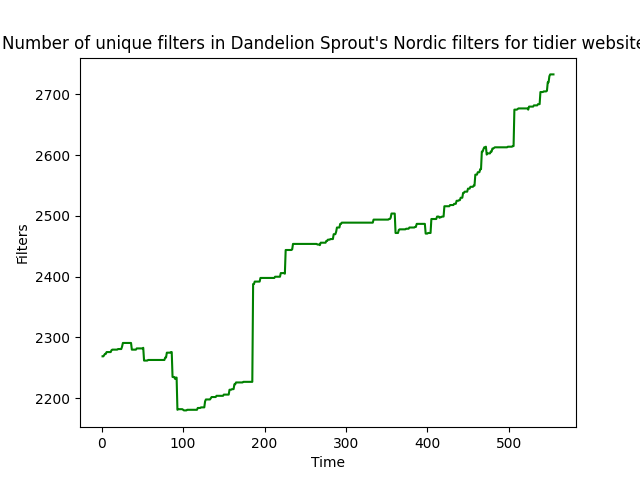 Number of unique filters in Dandelion Sprout's Nordic filters for tidier website
2700
2600
2500
2400
2300
2200
Filters
0 100 200 300 400 500
Time